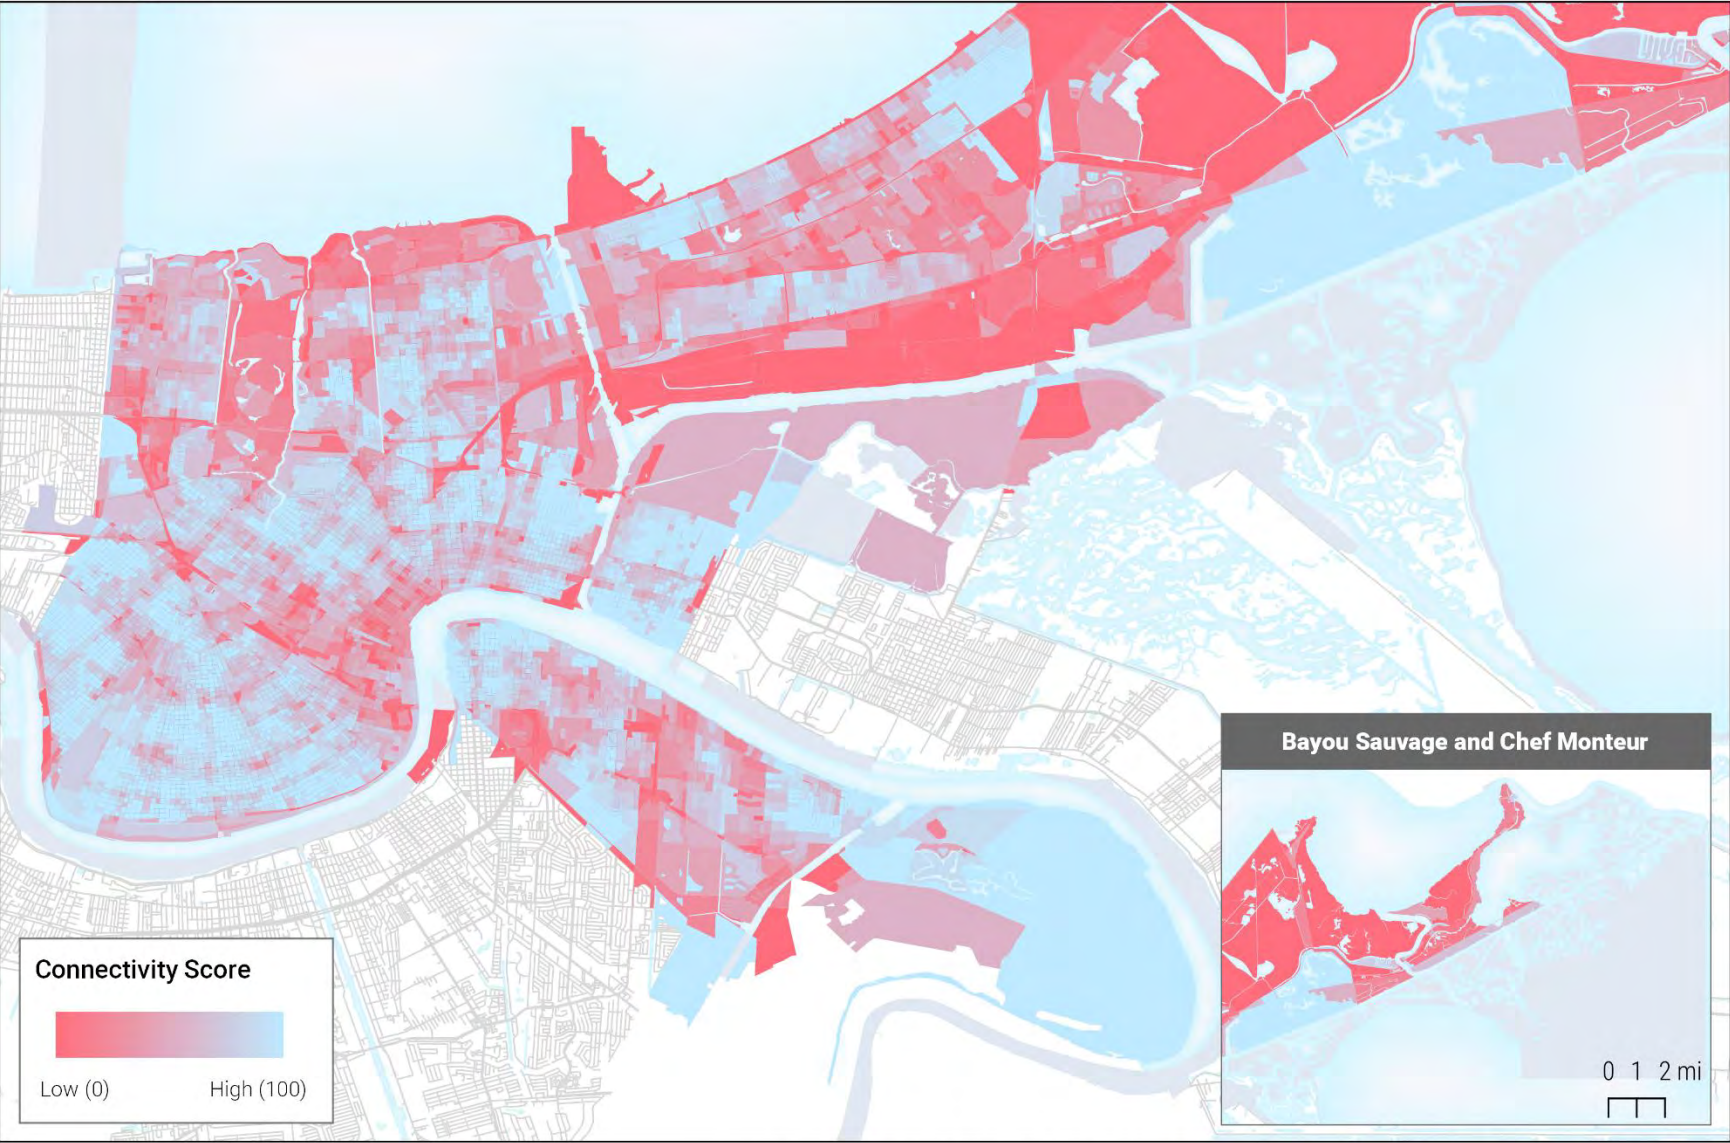 Bayou Sauvage and Chef Monteur
0 1 2 mi
Connectivity Score
Low (0) High (100)